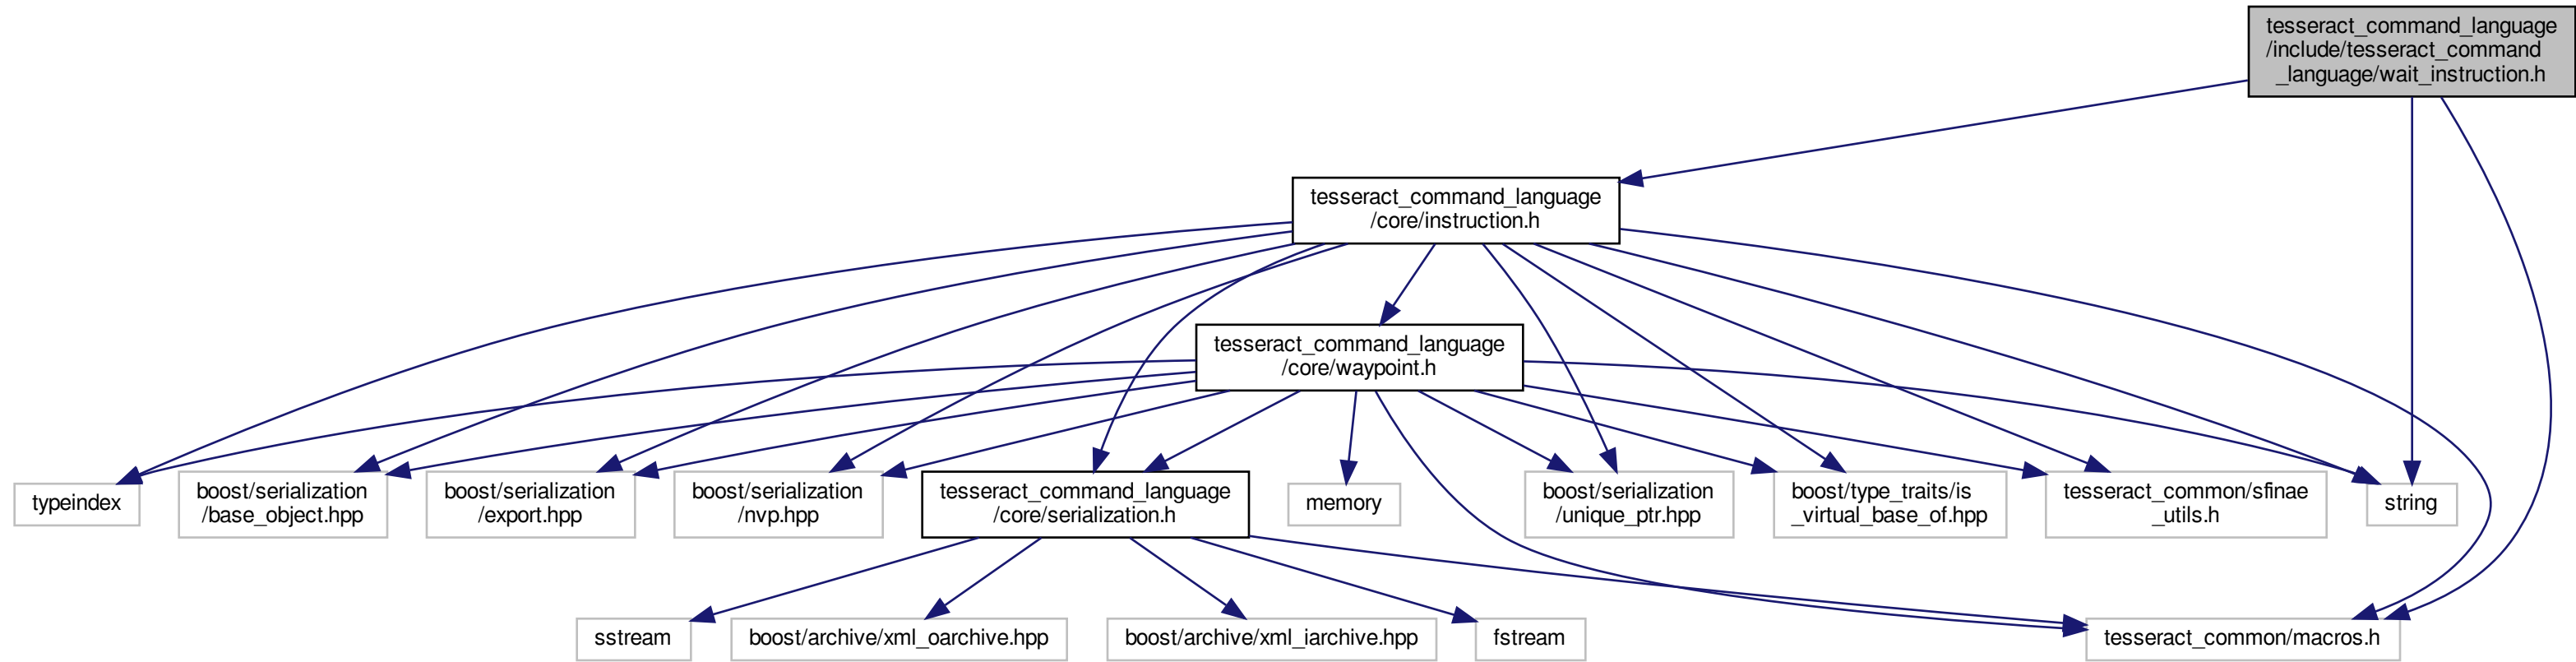 tesseract_command_language
/include/tesseract_command
_language/wait_instruction.h
tesseract_command_language
/core/instruction.h
tesseract_command_language
/core/waypoint.h
typeindex
boost/serialization
/base_object.hpp
boost/serialization
/export.hpp
boost/serialization
/nvp.hpp
tesseract_command_language
/core/serialization.h
memory
boost/serialization
/unique_ptr.hpp
boost/type_traits/is
_virtual_base_of.hpp
tesseract_common/sfinae
_utils.h
string
sstream
boost/archive/xml_oarchive.hpp
boost/archive/xml_iarchive.hpp
fstream
tesseract_common/macros.h